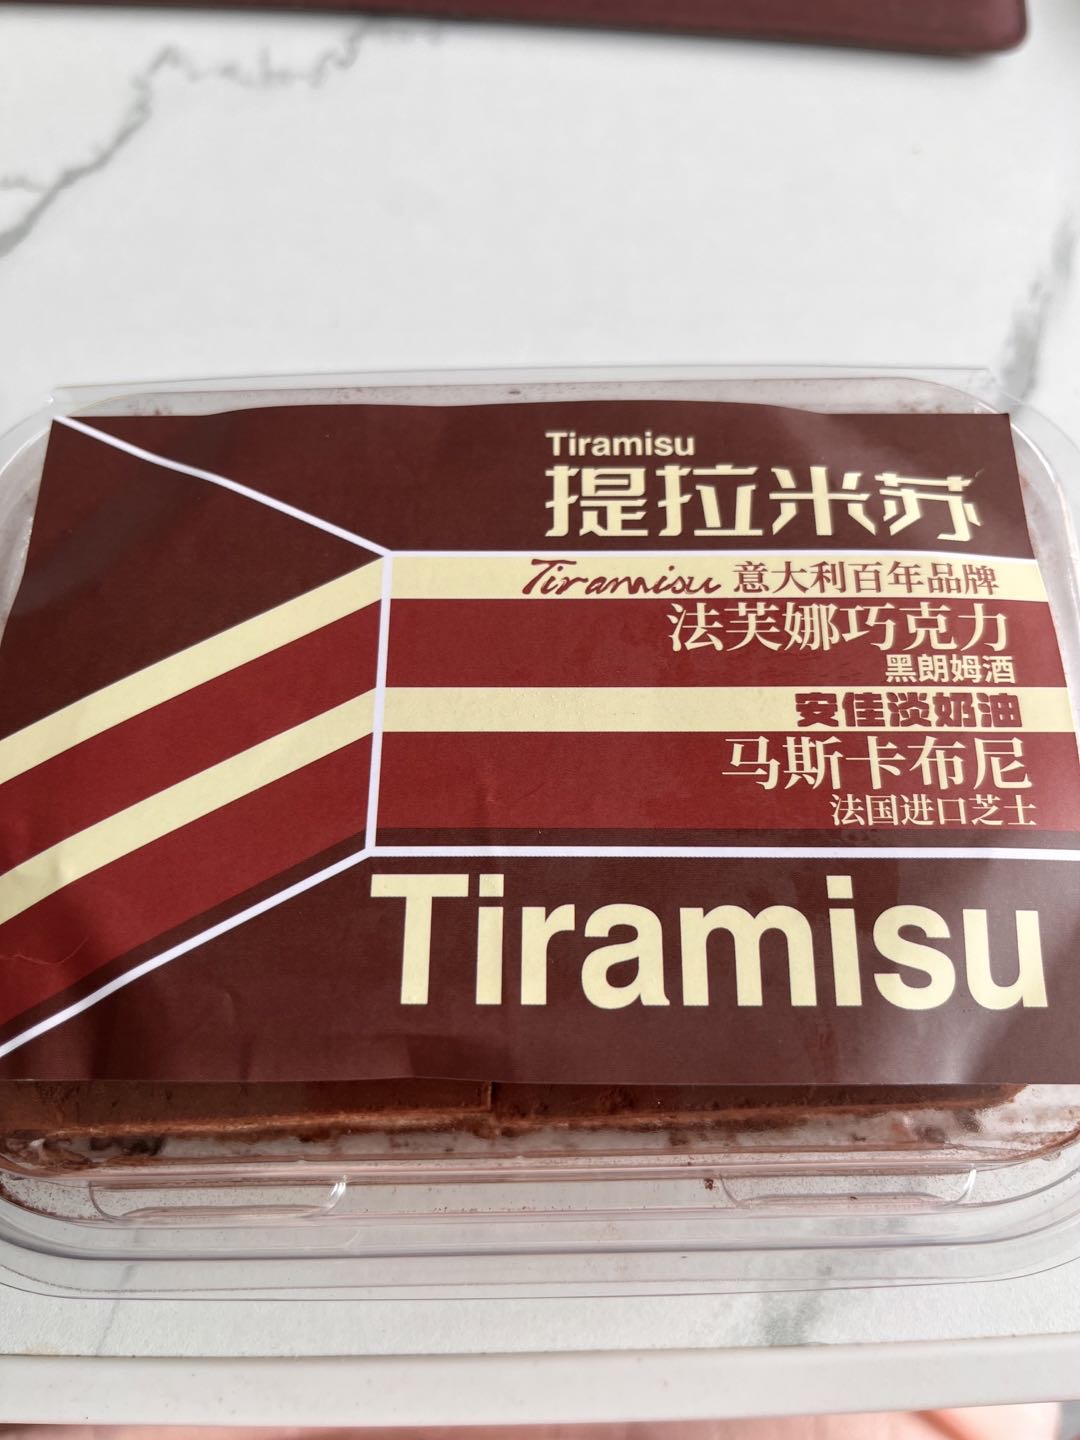 Tiramisu
提拉米苏
Tiramisu 意大利百年品牌
法芙娜巧克力
黑朗姆酒
安佳淡奶油
马斯卡布尼
法国进口芝士
Tiramisu